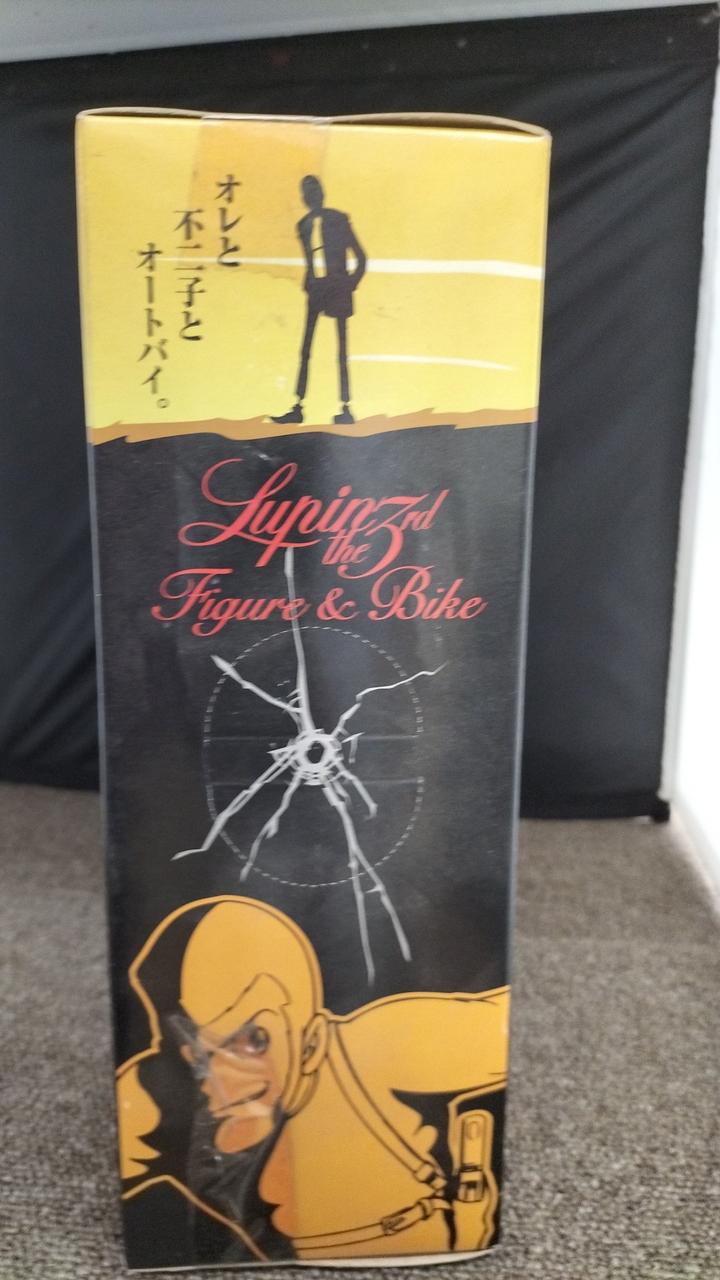 オレと
不二子と
オートバイ。
Lupin the 3rd
Figure & Bike